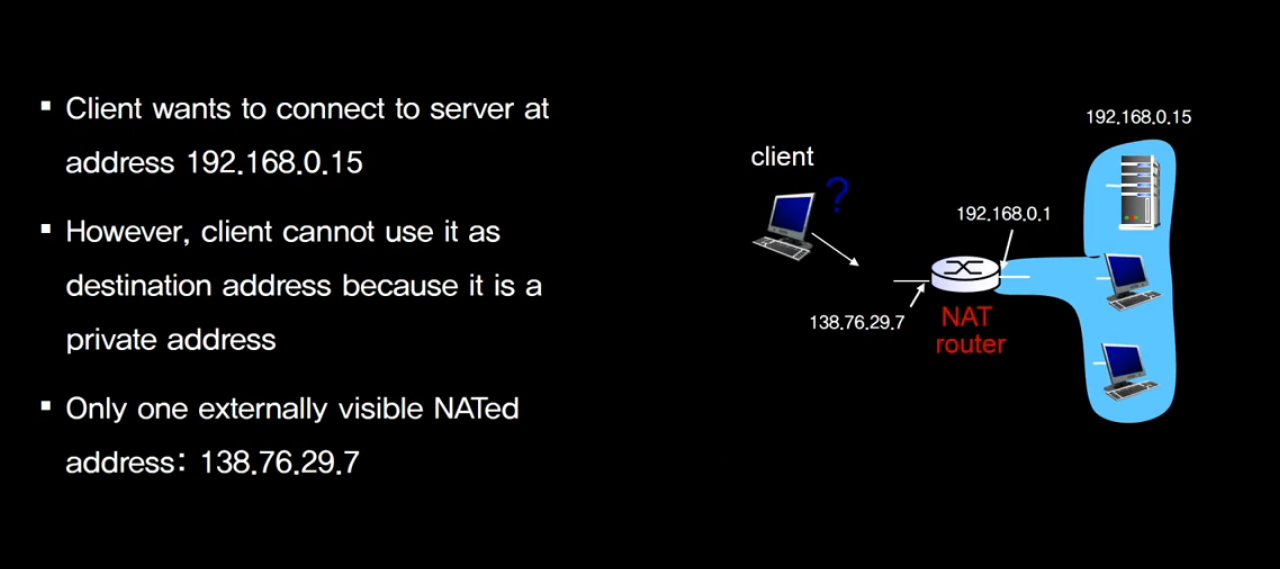 ▪ Client wants to connect to server at
address 192.168.0.15
▪ However, client cannot use it as
destination address because it is a
private address
▪ Only one externally visible NATed
address: 138.76.29.7
192.168.0.15
client
?
192.168.0.1
138.76.29.7
NAT
router